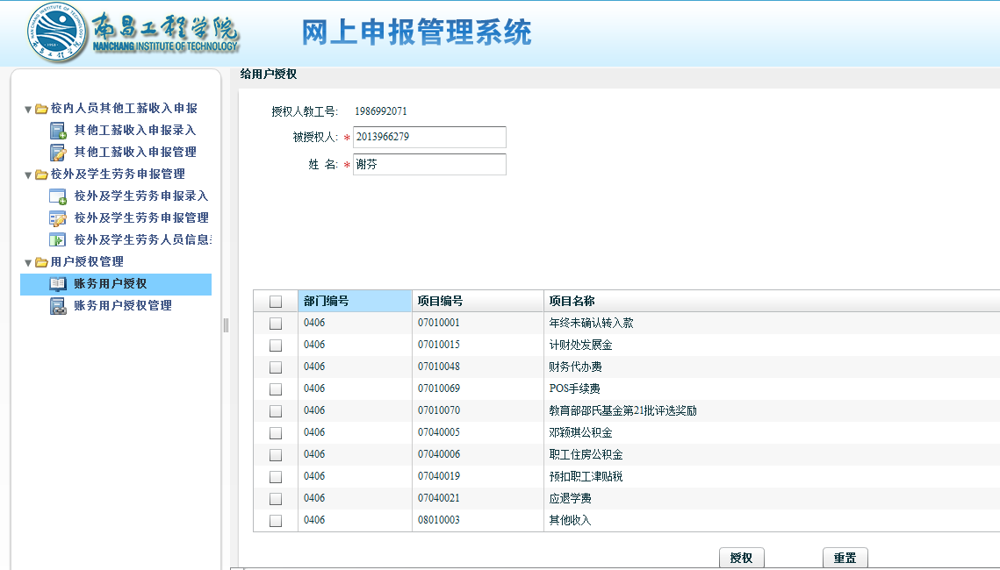 南昌工程学院
NANCHANG INSTITUTE OF TECHNOLOGY
网上申报管理系统
校内人员其他工薪收入申报
其他工薪收入申报录入
其他工薪收入申报管理
校外及学生劳务申报管理
校外及学生劳务申报录入
校外及学生劳务申报管理
校外及学生劳务人员信息
用户授权管理
账务用户授权
账务用户授权管理
给用户授权
授权人教工号: 1986992071
被授权人: * 2013966279
姓 名: * 谢芬
部门编号 项目编号 项目名称
0406 07010001 年终未确认转入款
0406 07010015 计财处发展金
0406 07010048 财务代办费
0406 07010069 POS手续费
0406 07010070 教育部邵氏基金第21批评选奖励
0406 07040005 邓颖琪公积金
0406 07040006 职工住房公积金
0406 07040019 预扣职工津贴税
0406 07040021 应退学费
0406 08010003 其他收入
授权 重置